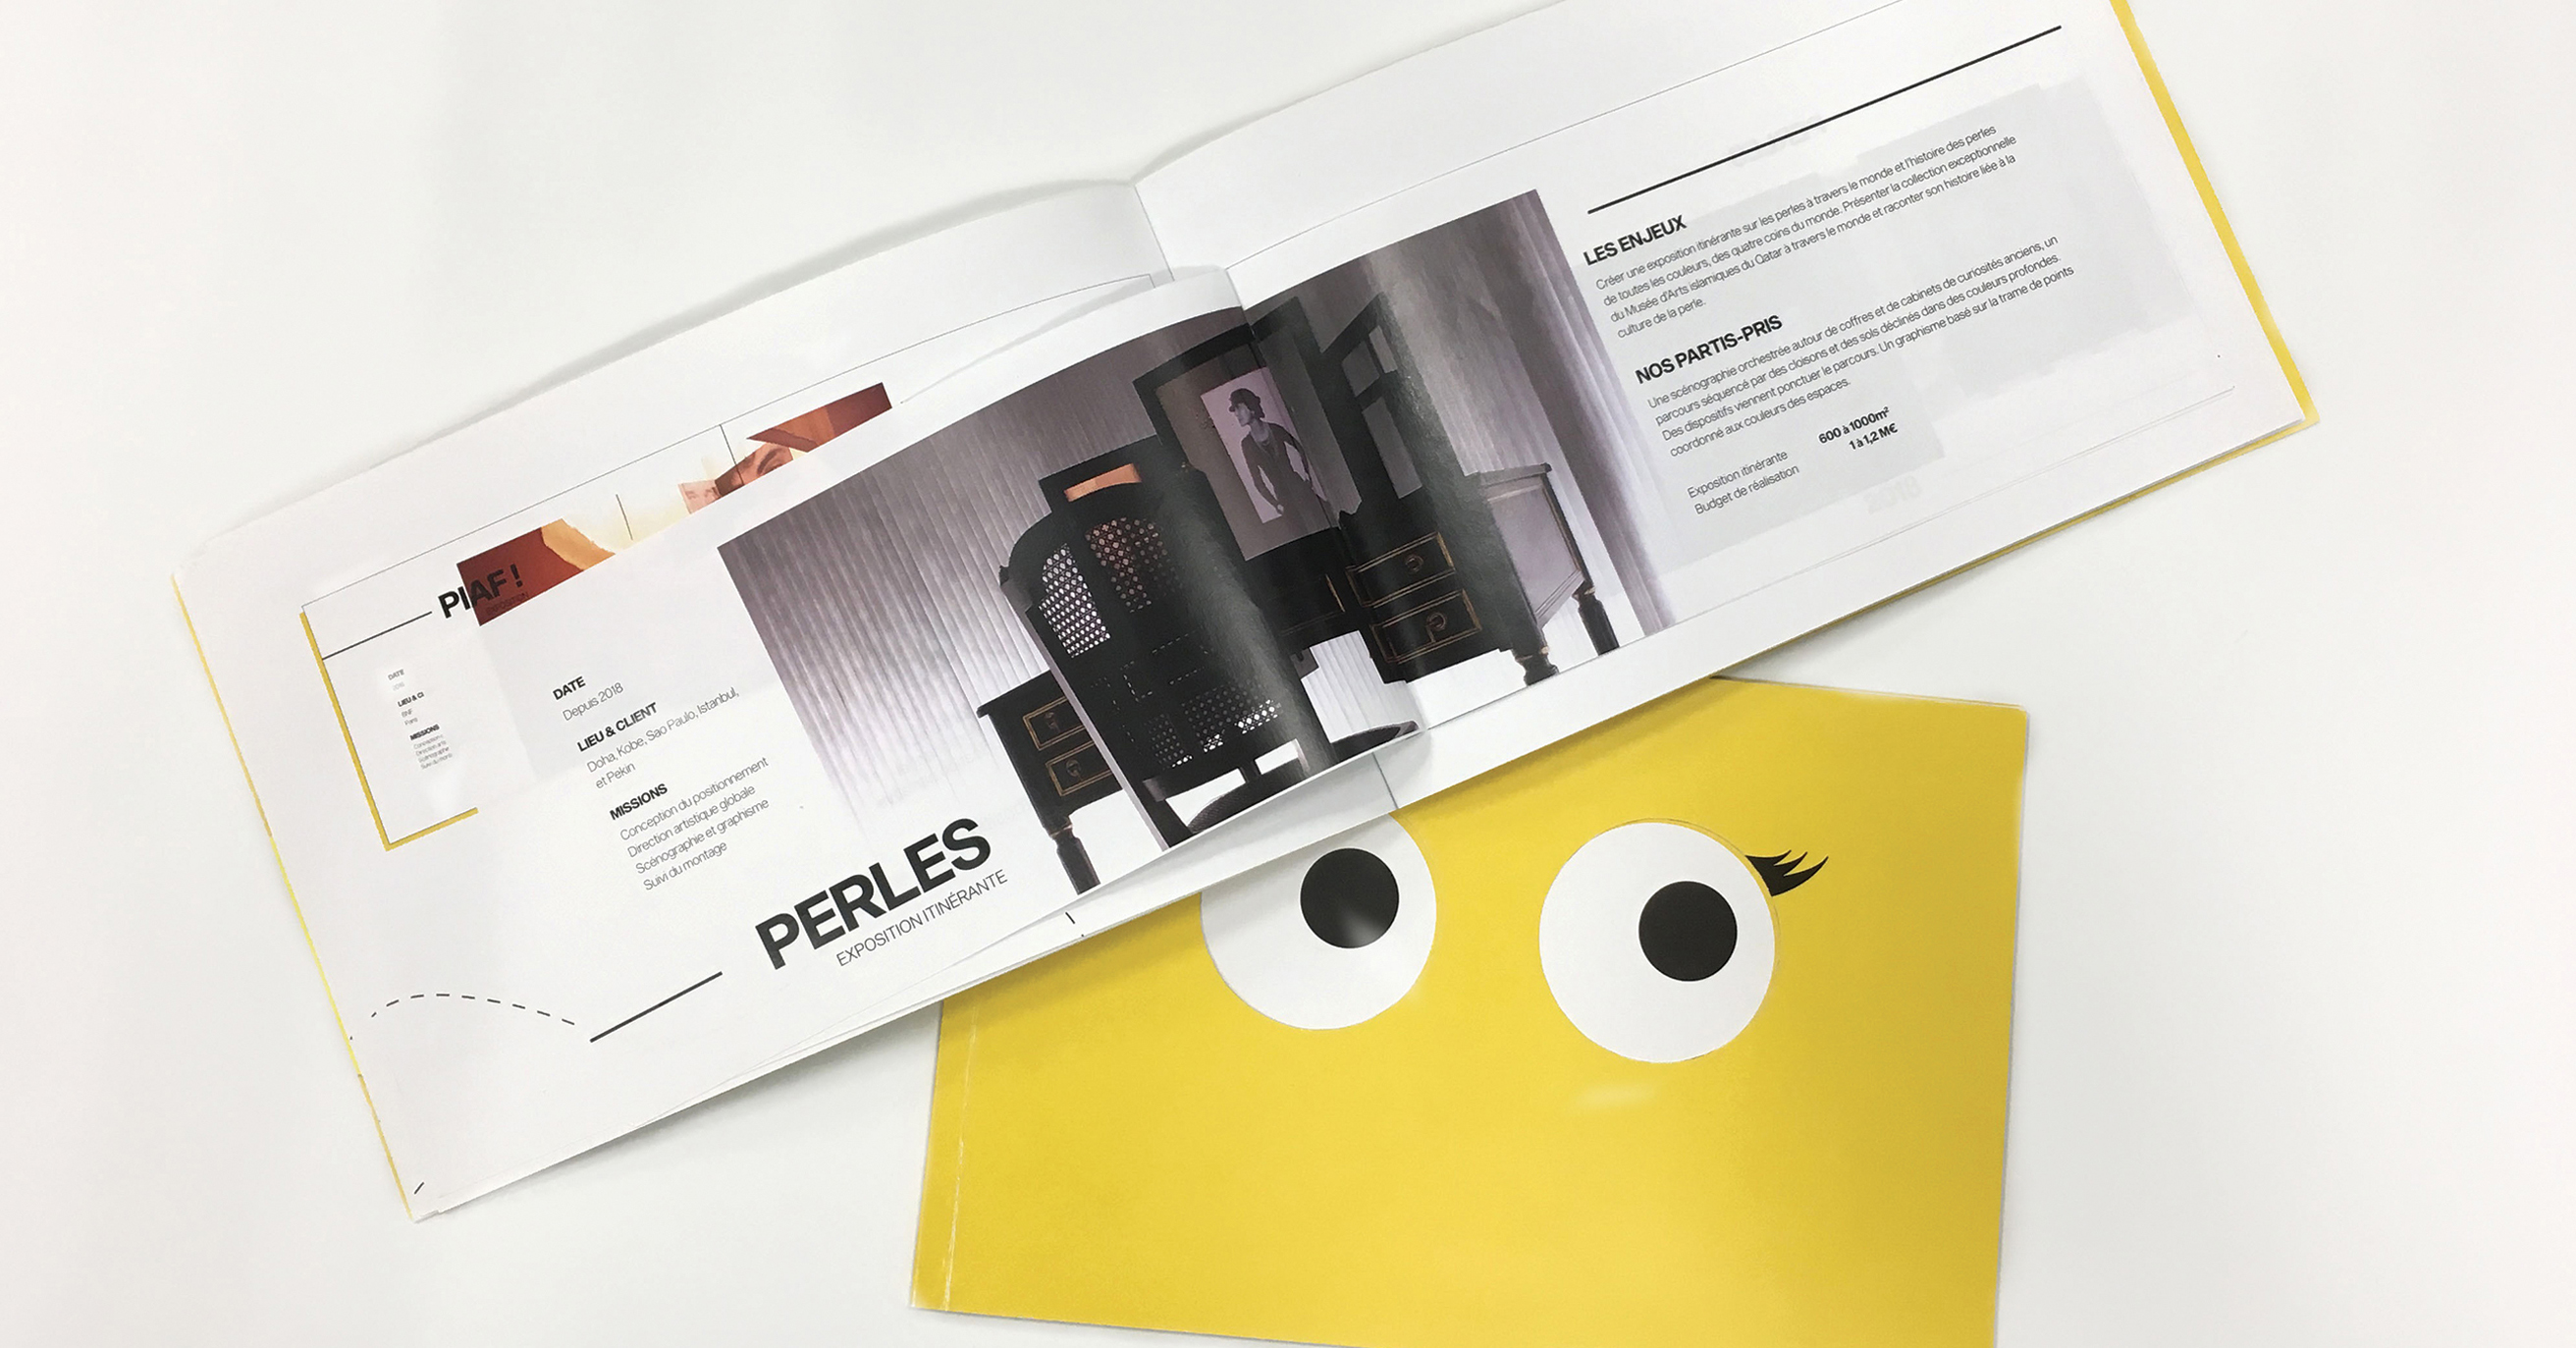 PIAF !
EXPOSITION
DATE
LIEU & CL
BNF
Paris
MISSIONS
DATE
Depuis 2018
LIEU & CLIENT
Doha, Kobe, Sao Paulo, Istanbul,
et Pekin
MISSIONS
Conception du positionnement
Direction artistique globale
Scénographie et graphisme
Suivi du montage
PERLES
EXPOSITION ITINÉRANTE
LES ENJEUX
Créer une exposition itinérante sur les perles à travers le monde et l'histoire des perles
de toutes les couleurs, des quatre coins du monde. Présenter la collection exceptionnelle
du Musée d'Arts islamiques du Qatar à travers le monde et raconter son histoire liée à la
culture de la perle.
NOS PARTIS-PRIS
Une scénographie orchestrée autour de coffres et de cabinets de curiosités anciens, un
parcours séquencé par des cloisons et des sols déclinés dans des couleurs profondes.
Des dispositifs viennent ponctuer le parcours. Un graphisme basé sur la trame de points
coordonné aux couleurs des espaces.
Exposition itinérante 600 à 1000m²
Budget de réalisation 1 à 1,2 M€